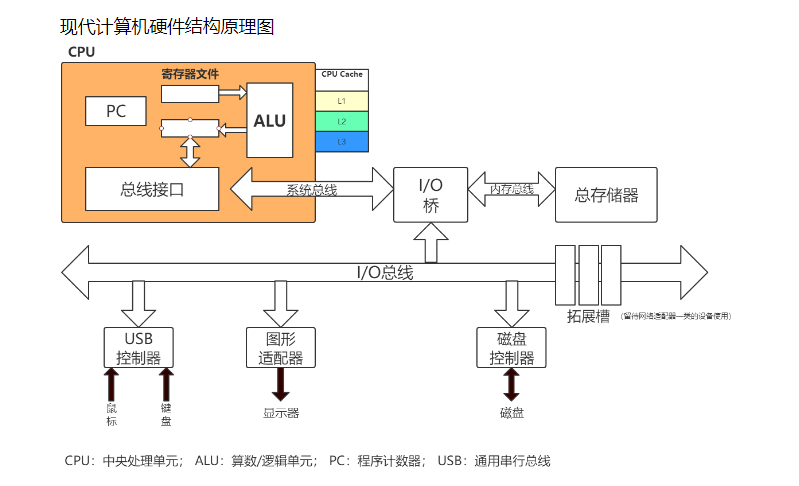 现代计算机硬件结构原理图
CPU
寄存器文件
CPU Cache
PC
ALU
L1
L2
L3
总线接口
系统总线
I/O
桥
内存总线
总存储器
I/O总线
拓展槽
(留待网络适配器一类的设备使用)
USB
控制器
图形
适配器
磁盘
控制器
鼠
标
键
盘
显示器
磁盘
CPU：中央处理单元； ALU：算数/逻辑单元； PC：程序计数器； USB：通用串行总线